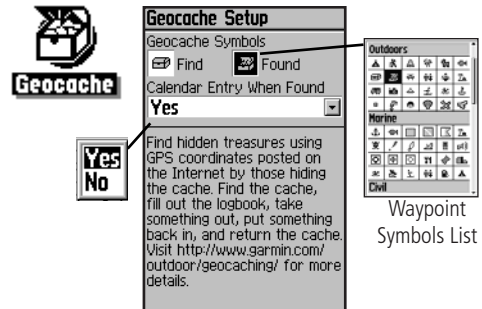 Geocache
Geocache Setup
Geocache Symbols
Find
Found
Calendar Entry When Found
Yes
Yes
No
Find hidden treasures using
GPS coordinates posted on
the Internet by those hiding
the cache. Find the cache,
fill out the logbook, take
something out, put something
back in, and return the cache.
Visit http://www.garmin.com/
outdoor/geocaching/ for more
details.
Outdoors
Marine
Civil
Waypoint
Symbols List